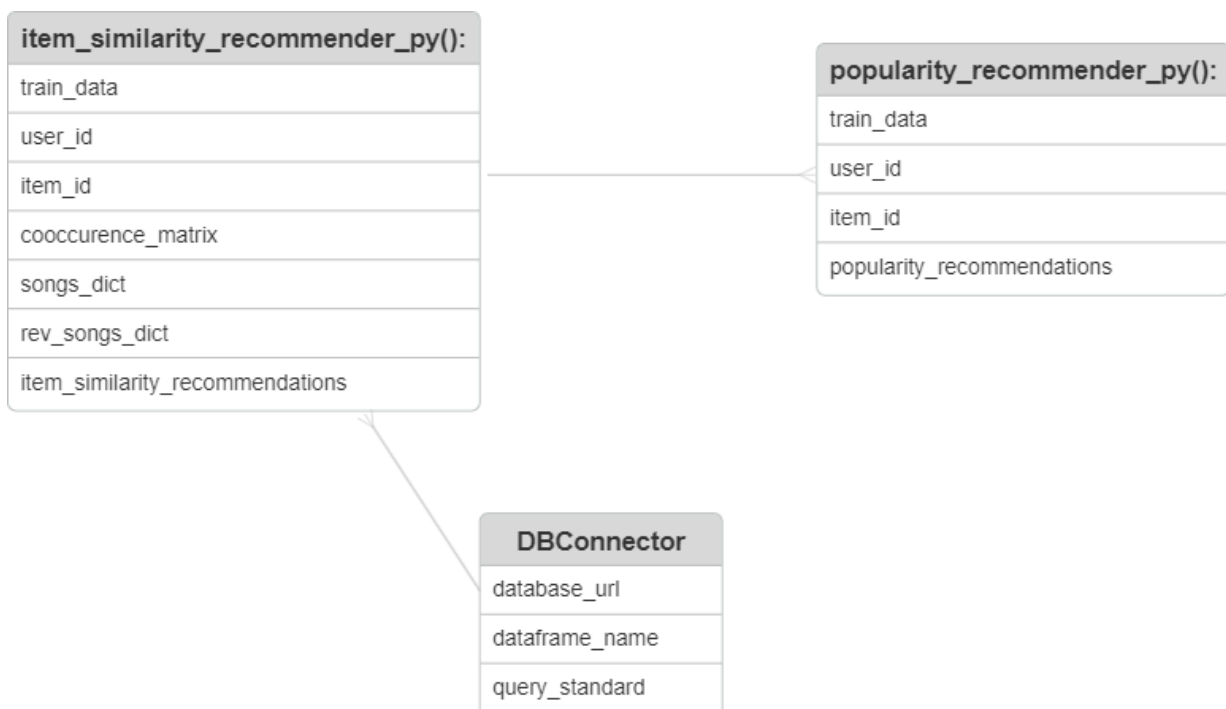 item_similarity_recommender_py():
train_data
user_id
item_id
cooccurence_matrix
songs_dict
rev_songs_dict
item_similarity_recommendations
popularity_recommender_py():
train_data
user_id
item_id
popularity_recommendations
DBConnector
database_url
dataframe_name
query_standard